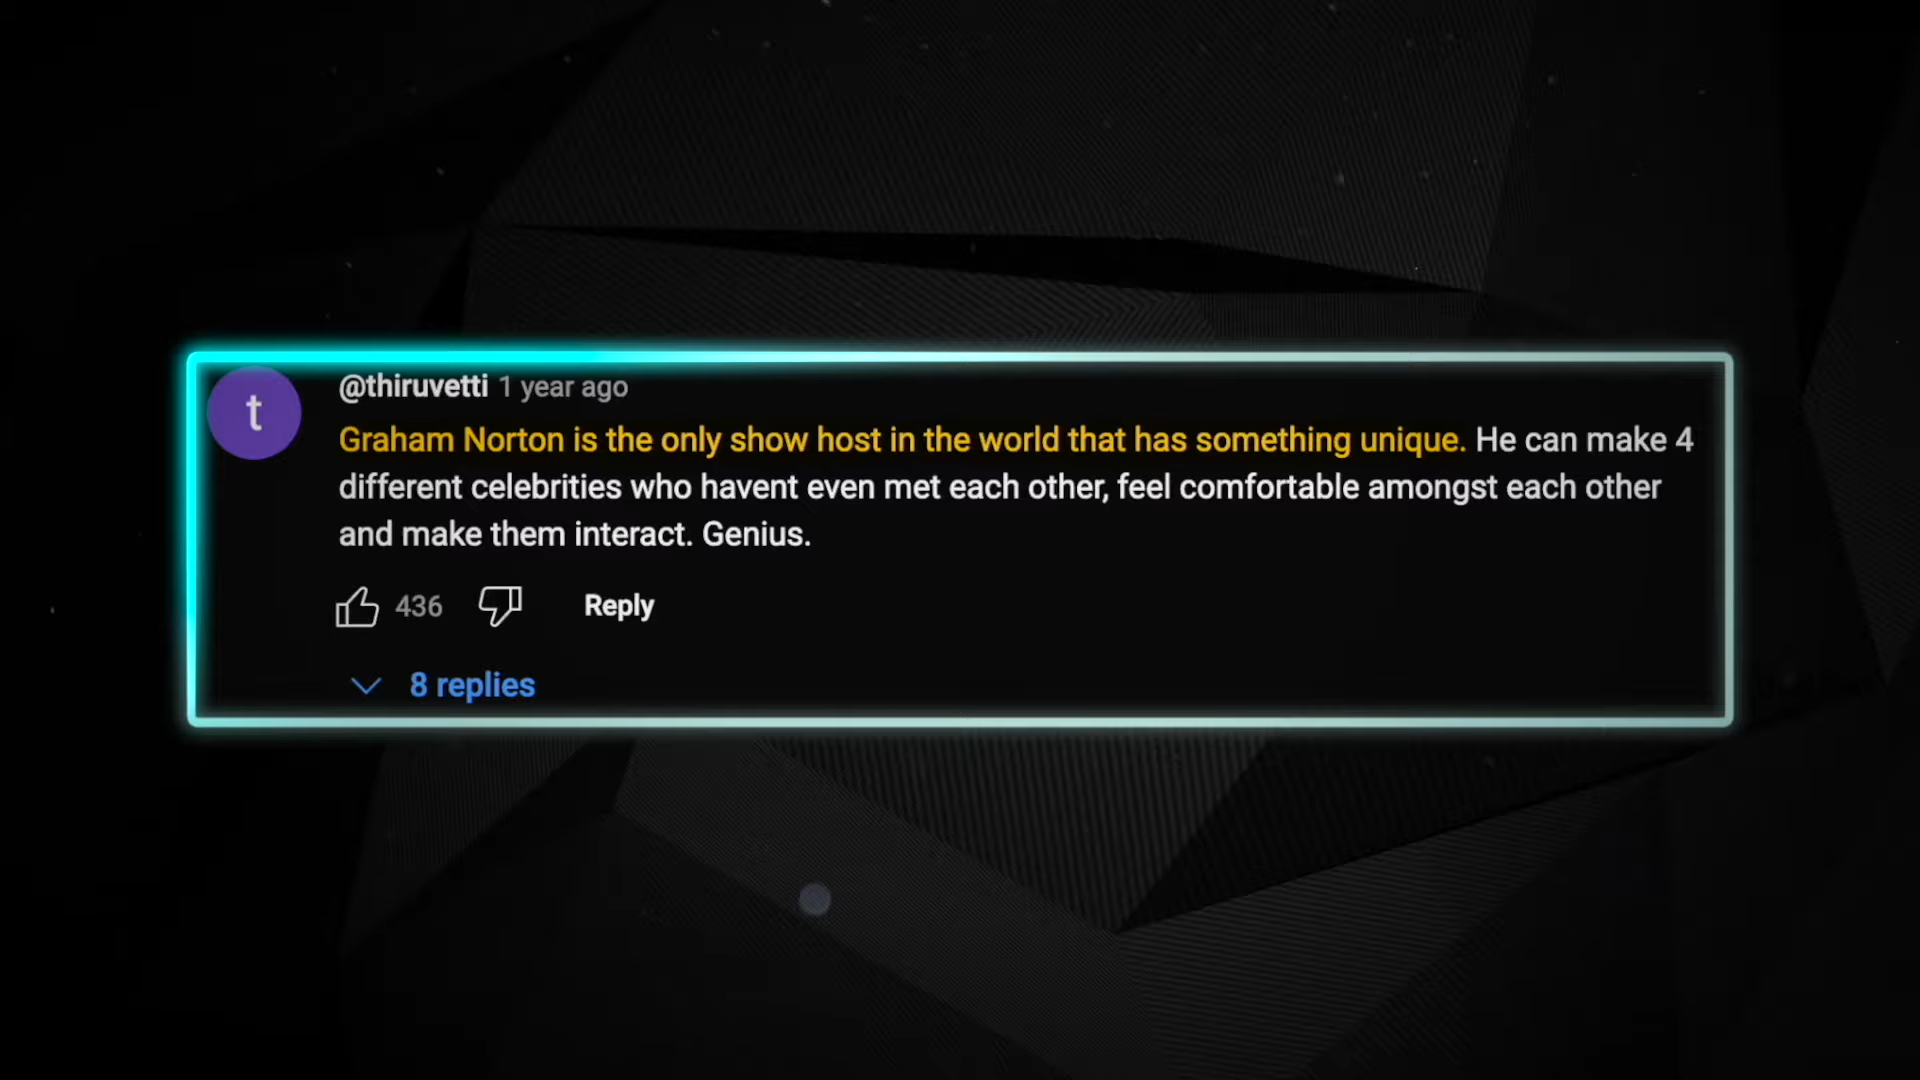 t
@thiruvetti 1 year ago
Graham Norton is the only show host in the world that has something unique. He can make 4
different celebrities who havent even met each other, feel comfortable amongst each other
and make them interact. Genius.
436 Reply
8 replies